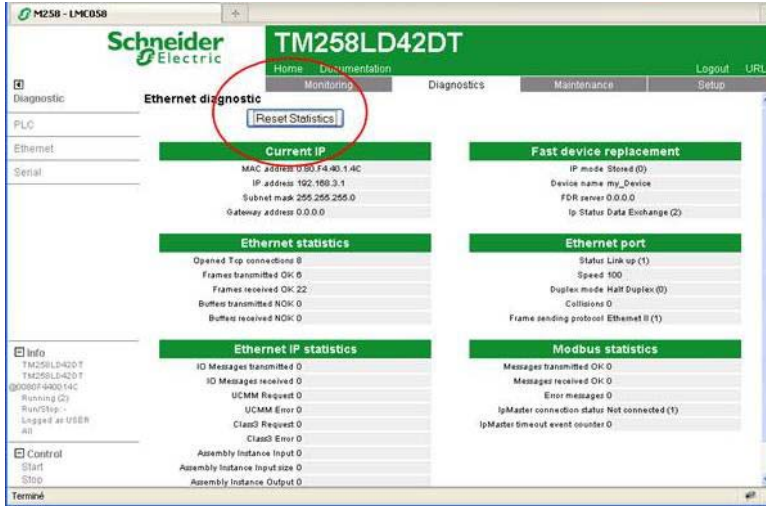 M258 - LMC058
Schneider Electric
TM258LD42DT
Home Documentation Logout URL
Monitoring Diagnostics Maintenance Setup
Diagnostic
PLC
Ethernet
Serial
Ethernet diagnostic
Reset Statistics
Current IP
MAC address 0.80.F4.40.1.4C
IP address 192.168.3.1
Subnet mask 255.255.255.0
Gateway address 0.0.0.0
Fast device replacement
IP mode Stored (0)
Device name my_Device
FDR server 0.0.0.0
Ip Status Data Exchange (2)
Ethernet statistics
Opened Tcp connections 8
Frames transmitted OK 6
Frames received OK 22
Buffers transmitted NOK 0
Buffers received NOK 0
Ethernet port
Status Link up (1)
Speed 100
Duplex mode Half Duplex (0)
Collisions 0
Frame sending protocol Ethernet II (1)
Ethernet IP statistics
IO Messages transmitted 0
IO Messages received 0
UCMM Request 0
UCMM Error 0
Class3 Request 0
Class3 Error 0
Assembly Instance Input 0
Assembly Instance Input size 0
Assembly Instance Output 0
Modbus statistics
Messages transmitted OK 0
Messages received OK 0
Error messages 0
IpMaster connection status Not connected (1)
IpMaster timeout event counter 0
Info
TM258LD42DT
TM258LD42DT
@0080F440014C
Running (2)
Run/Stop: -
Logged as USER
All
Control
Start
Stop
Terminé